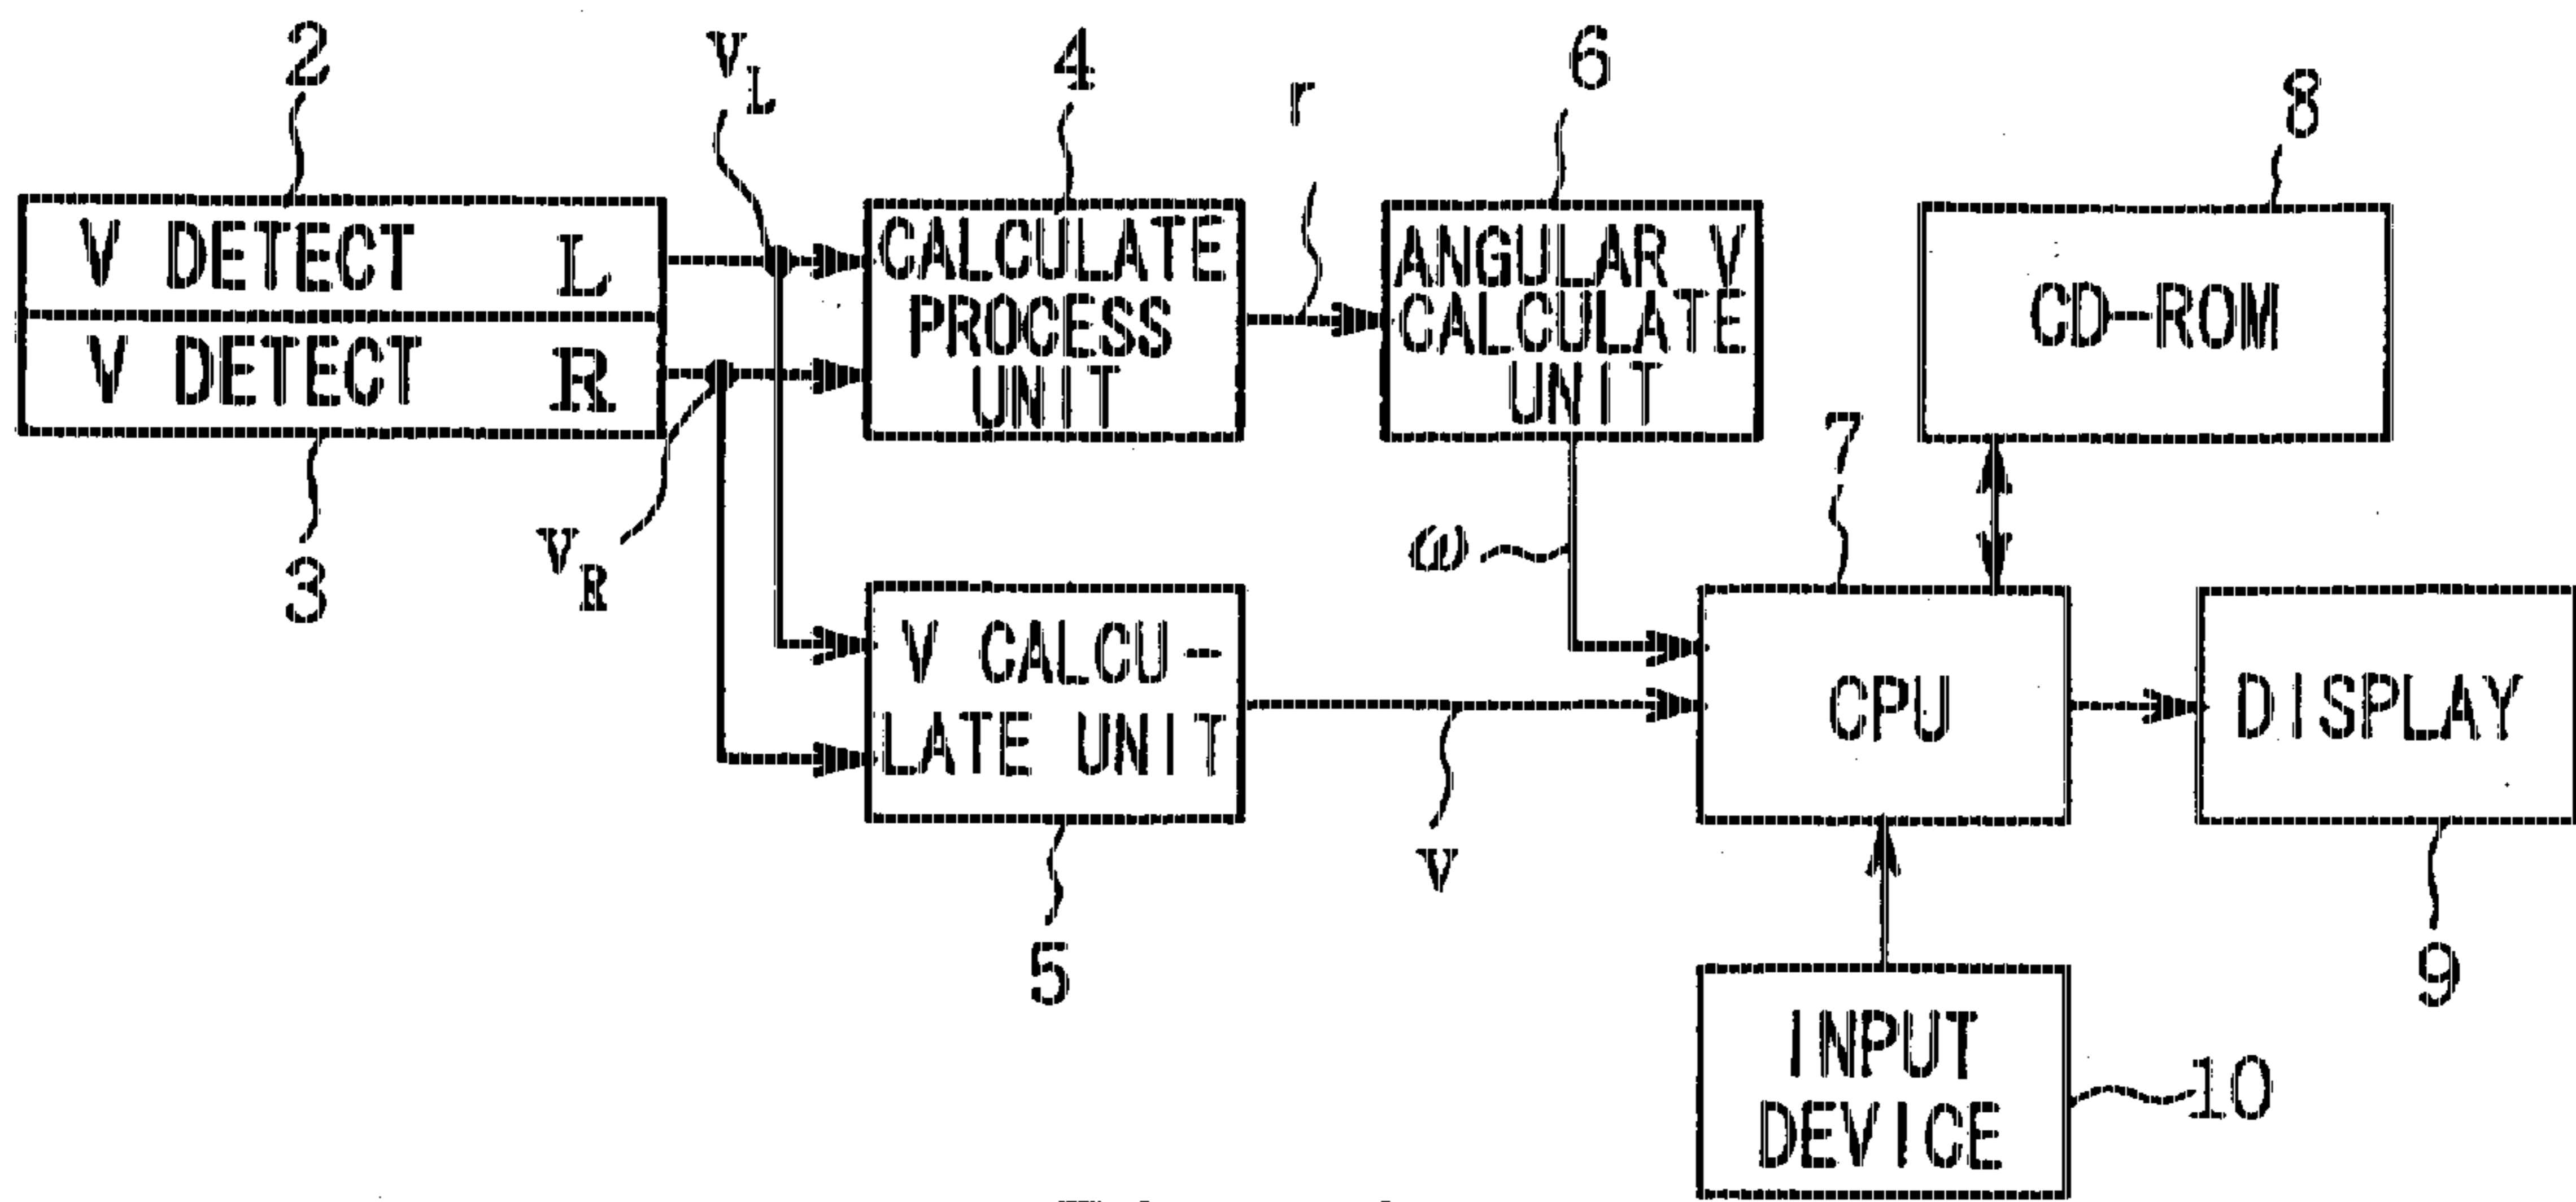 2
v_L
4
r
6
8
V DETECT L
V DETECT R
CALCULATE
PROCESS
UNIT
ANGULAR V
CALCULATE
UNIT
CD-ROM
3
v_R
ω
7
V CALCU-
LATE UNIT
CPU
DISPLAY
5
v
9
INPUT
DEVICE
10